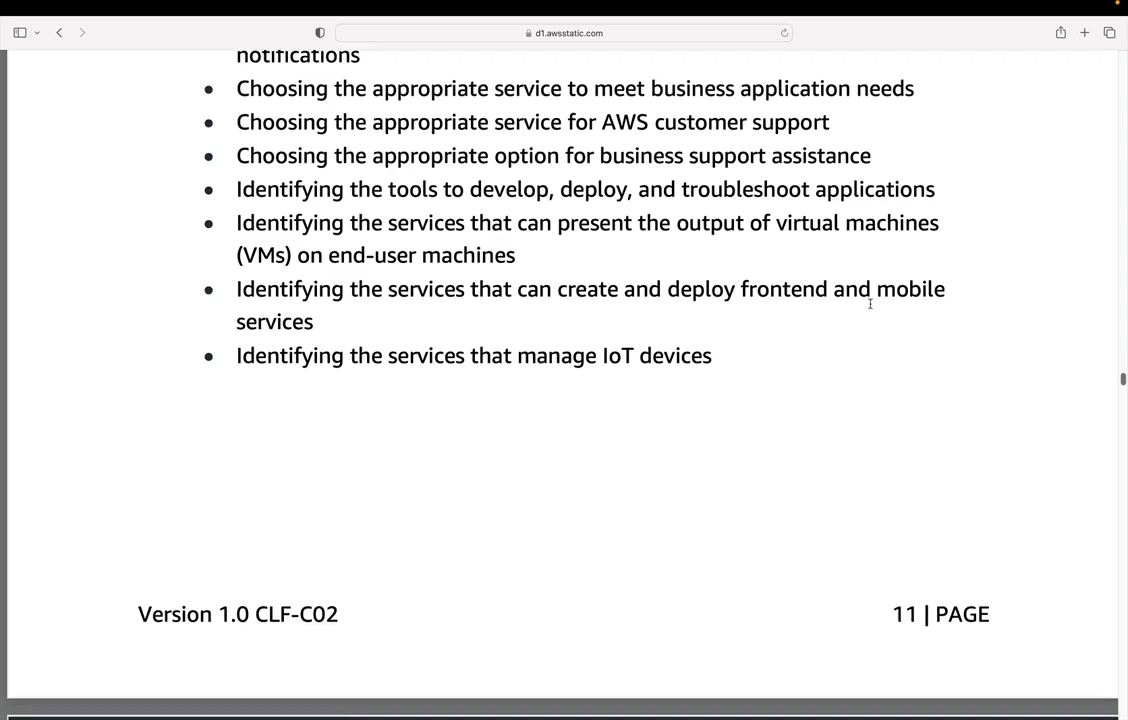 d1.awsstatic.com
notifications
• Choosing the appropriate service to meet business application needs
• Choosing the appropriate service for AWS customer support
• Choosing the appropriate option for business support assistance
• Identifying the tools to develop, deploy, and troubleshoot applications
• Identifying the services that can present the output of virtual machines
(VMs) on end-user machines
• Identifying the services that can create and deploy frontend and mobile
services
• Identifying the services that manage IoT devices
Version 1.0 CLF-C02
11 | PAGE